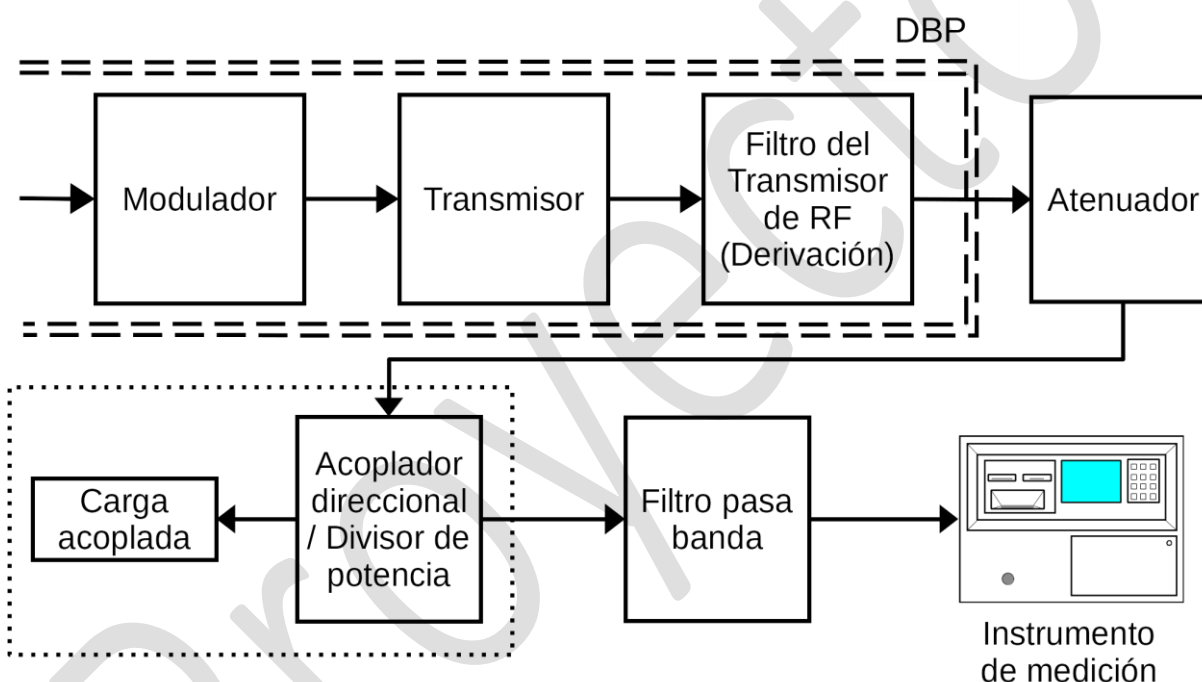 DBP
Modulador
Transmisor
Filtro del
Transmisor
de RF
(Derivación)
Atenuador
Carga
acoplada
Acoplador
direccional
/ Divisor de
potencia
Filtro pasa
banda
Instrumento
de medición
Proyecto